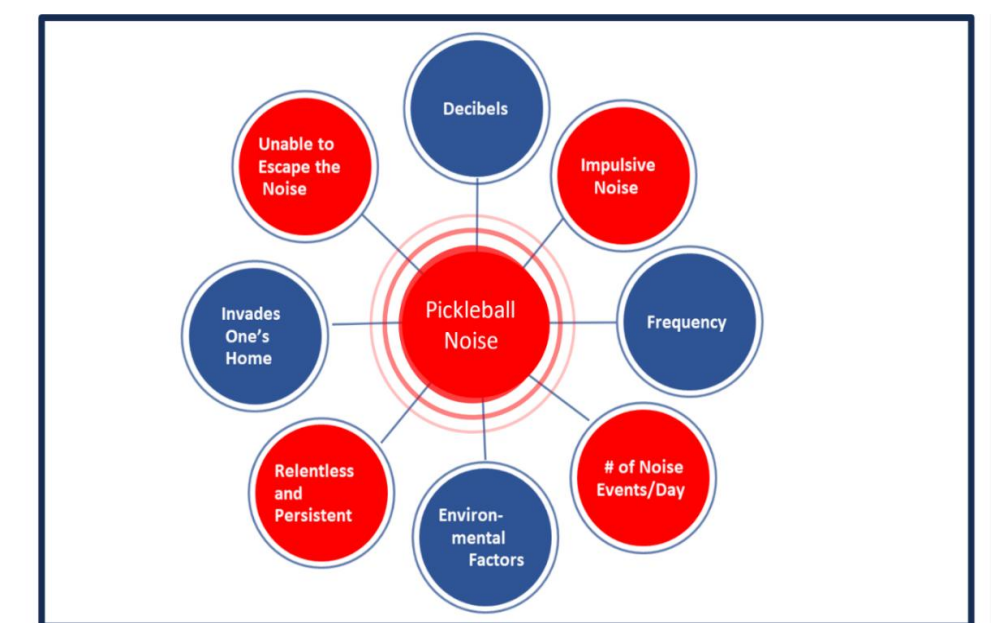 Decibels
Impulsive
Noise
Frequency
# of Noise
Events/Day
Environ-
mental
Factors
Relentless
and
Persistent
Invades
One's
Home
Unable to
Escape the
Noise
Pickleball
Noise